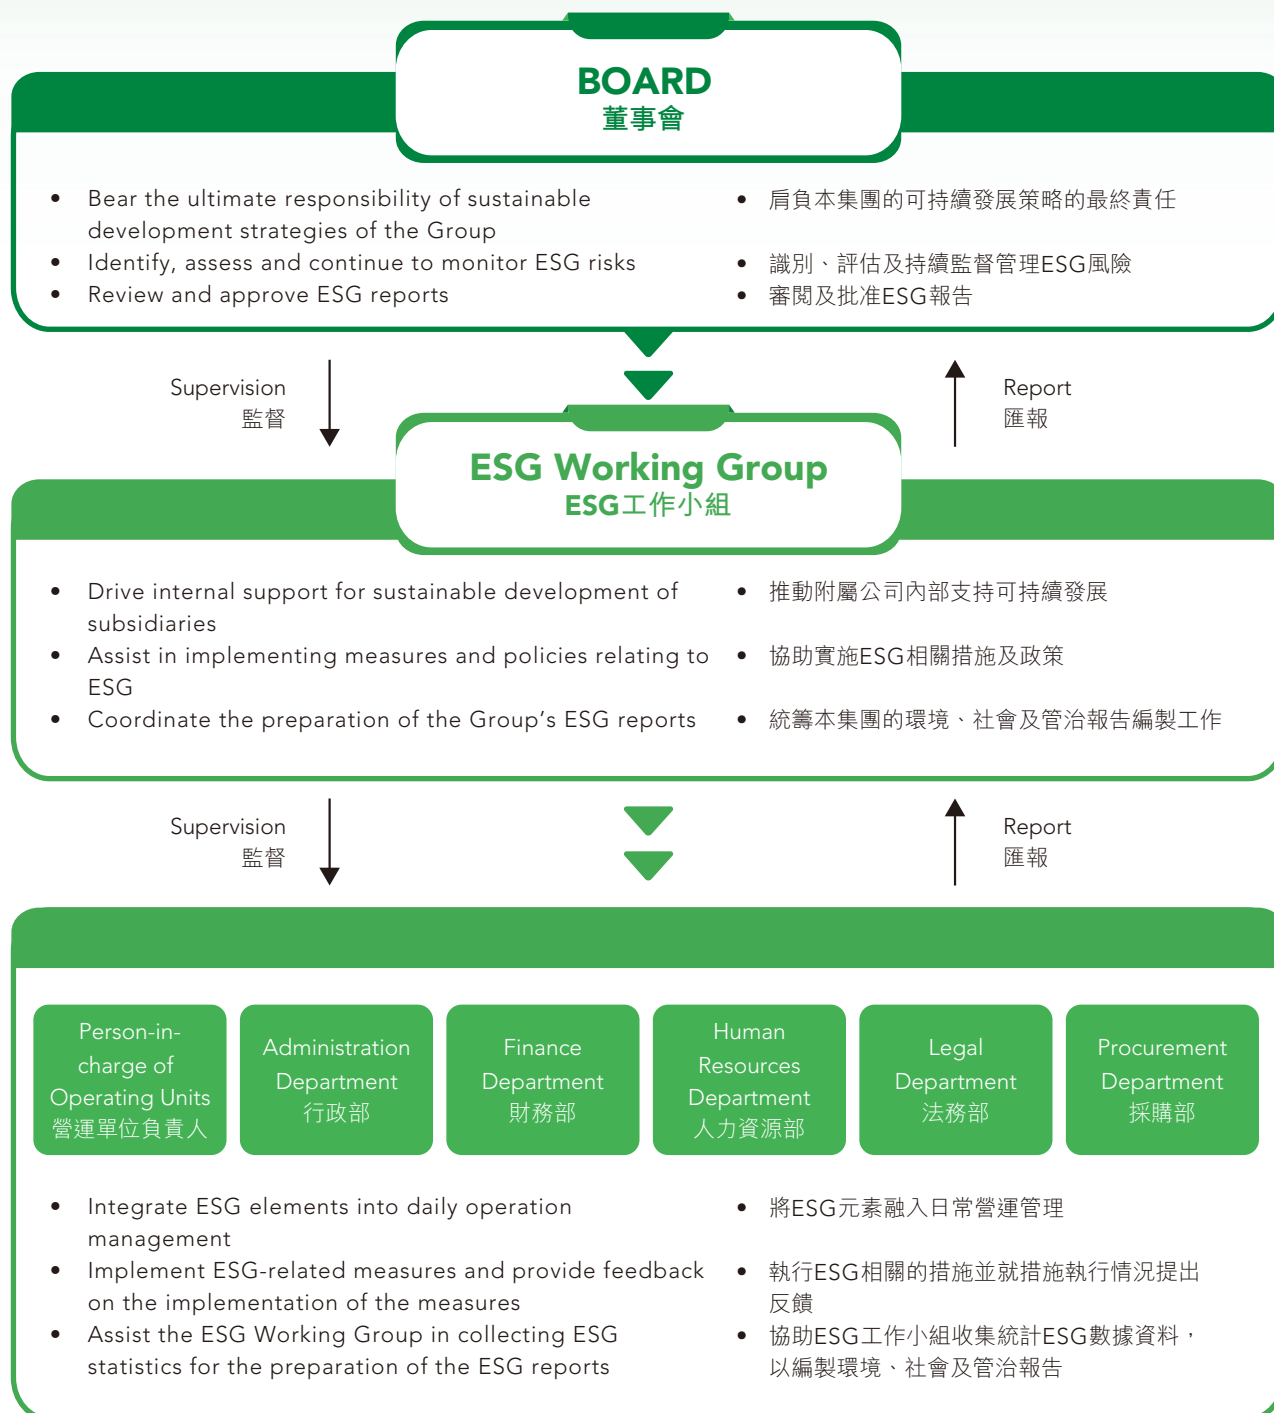 BOARD
董事會
• Bear the ultimate responsibility of sustainable
development strategies of the Group
• Identify, assess and continue to monitor ESG risks
• Review and approve ESG reports
• 肩負本集團的可持續發展策略的最終責任
• 識別、評估及持續監督管理ESG風險
• 審閱及批准ESG報告
Supervision
監督
Report
匯報
ESG Working Group
ESG工作小組
• Drive internal support for sustainable development of
subsidiaries
• Assist in implementing measures and policies relating to
ESG
• Coordinate the preparation of the Group’s ESG reports
• 推動附屬公司內部支持可持續發展
• 協助實施ESG相關措施及政策
• 統籌本集團的環境、社會及管治報告編製工作
Supervision
監督
Report
匯報
Person-in-
charge of
Operating Units
營運單位負責人
Administration
Department
行政部
Finance
Department
財務部
Human
Resources
Department
人力資源部
Legal
Department
法務部
Procurement
Department
採購部
• Integrate ESG elements into daily operation
management
• Implement ESG-related measures and provide feedback
on the implementation of the measures
• Assist the ESG Working Group in collecting ESG
statistics for the preparation of the ESG reports
• 將ESG元素融入日常營運管理
• 執行ESG相關的措施並就措施執行情況提出
反饋
• 協助ESG工作小組收集統計ESG數據資料，
以編製環境、社會及管治報告